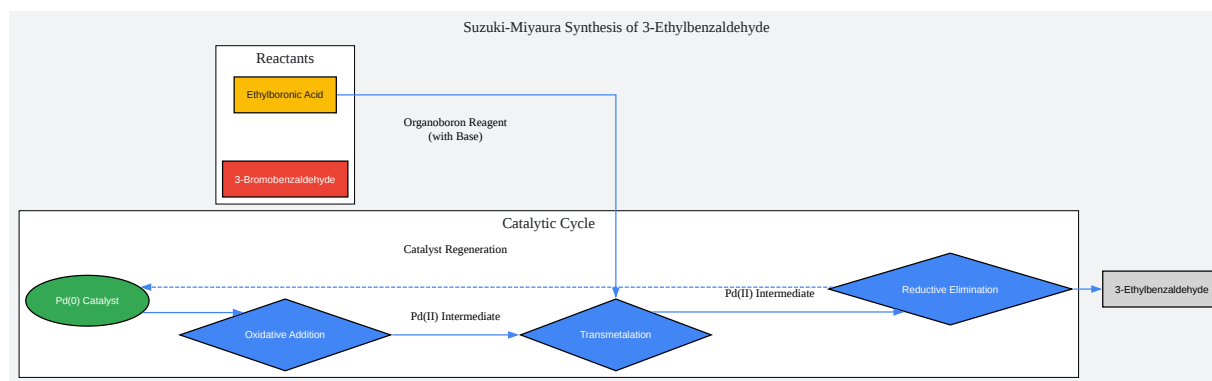 Suzuki-Miyaura Synthesis of 3-Ethylbenzaldehyde
Reactants
Ethylboronic Acid
Organoboron Reagent
(with Base)
3-Bromobenzaldehyde
Catalytic Cycle
Catalyst Regeneration
Pd(0) Catalyst
Oxidative Addition
Pd(II) Intermediate
Transmetalation
Pd(II) Intermediate
Reductive Elimination
3-Ethylbenzaldehyde